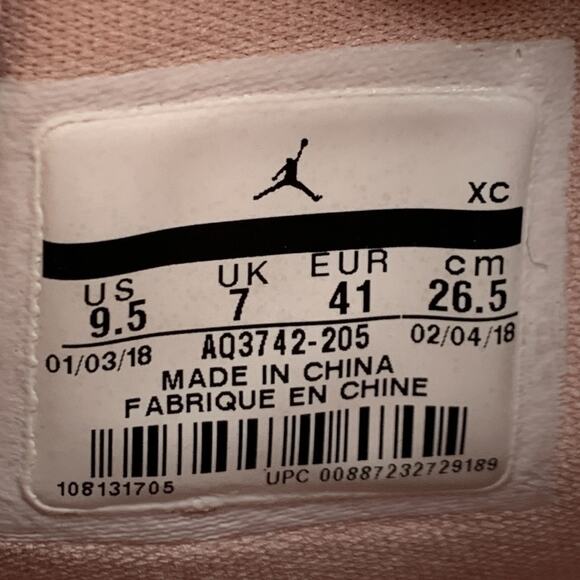 XC
US UK EUR cm
9.5 7 41 26.5
01/03/18 AQ3742-205 02/04/18
MADE IN CHINA
FABRIQUE EN CHINE
108131705 UPC 00887232729189